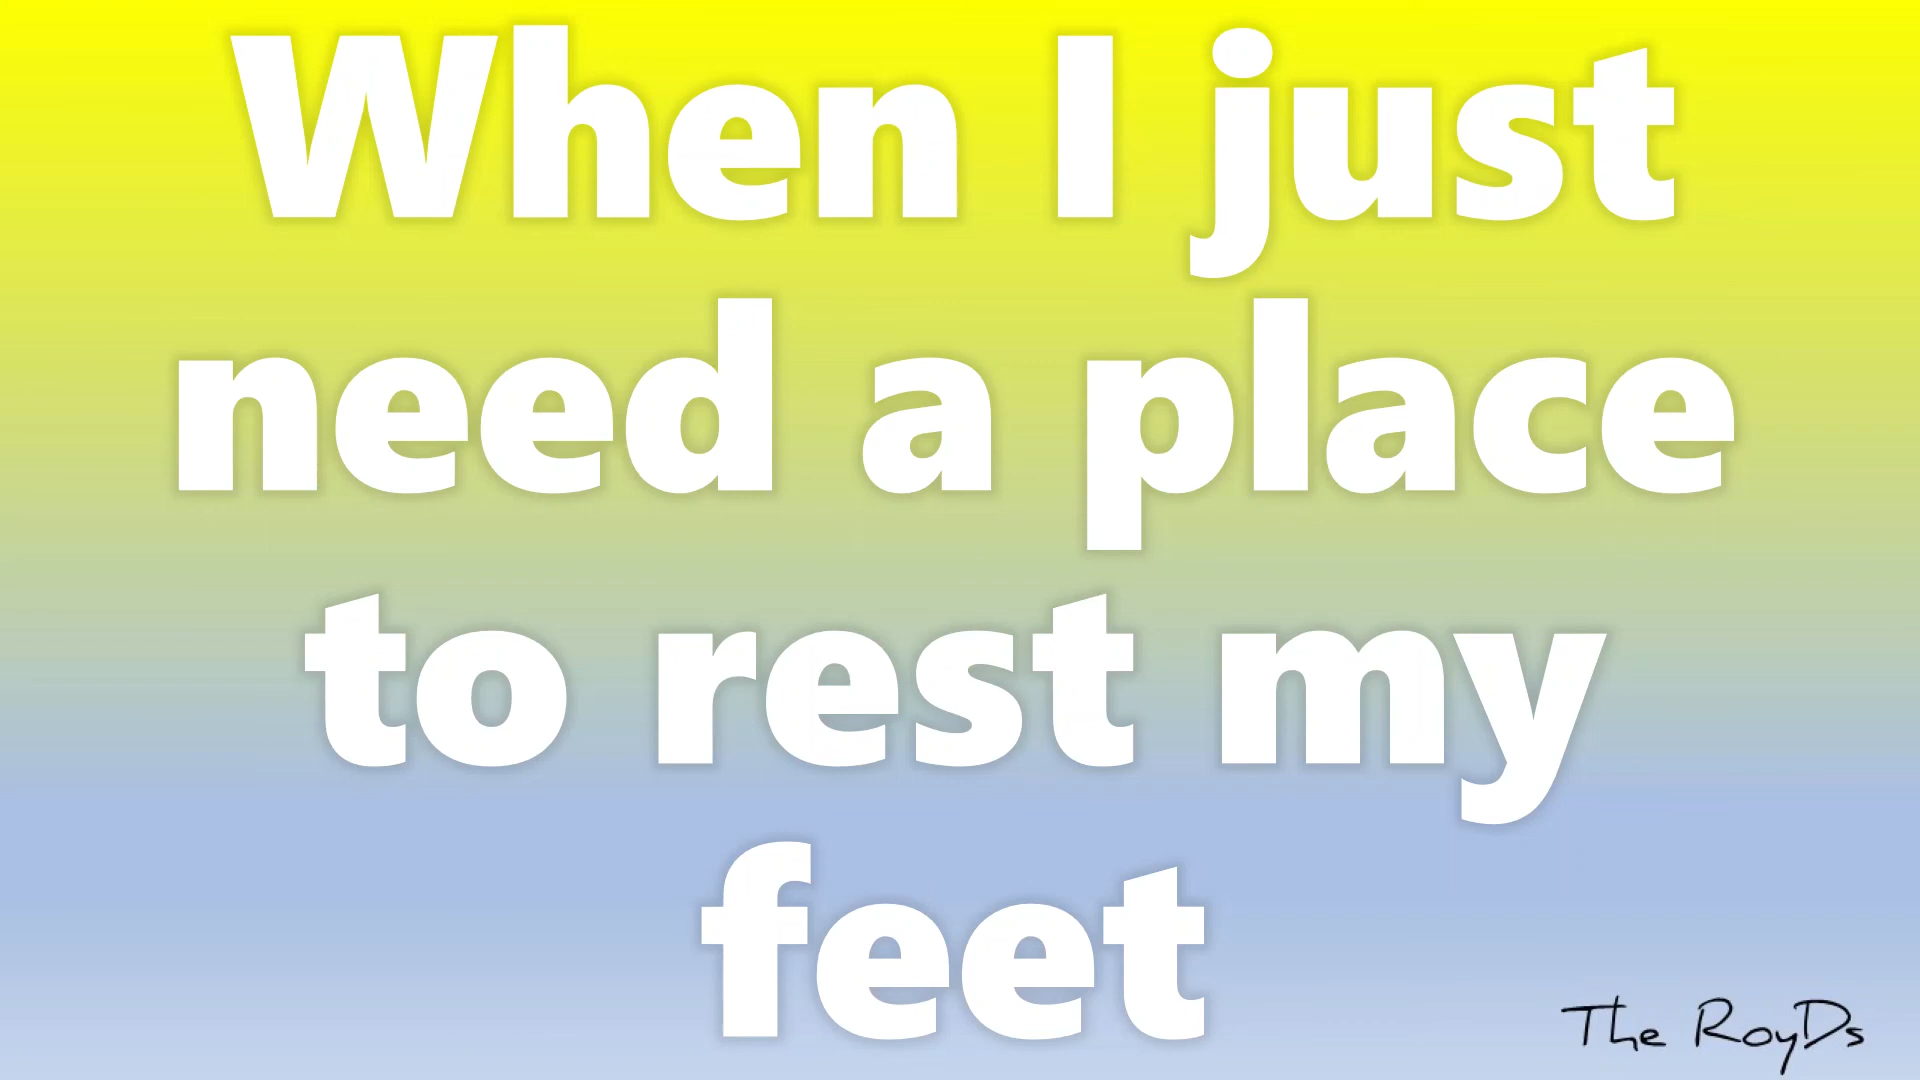 When I just
need a place
to rest my
feet
The RoyDs